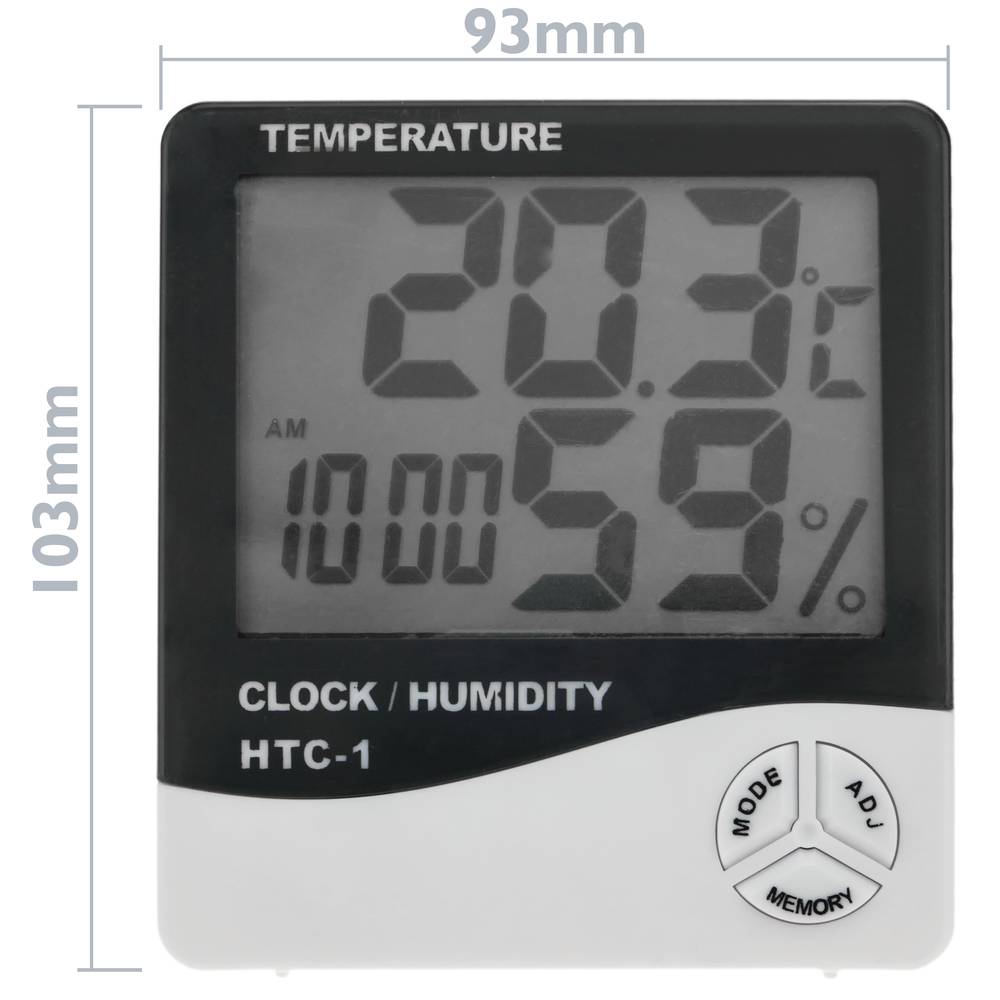 93mm
103mm
TEMPERATURE
20.3°C
AM
10 00
59%
CLOCK / HUMIDITY
HTC-1
MODE
ADJ
MEMORY